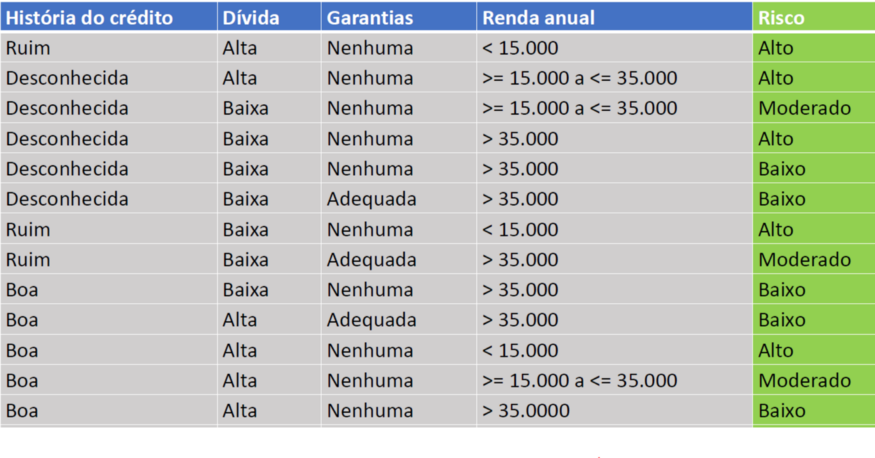 História do crédito Dívida Garantias Renda anual Risco
Ruim Alta Nenhuma < 15.000 Alto
Desconhecida Alta Nenhuma >= 15.000 a <= 35.000 Alto
Desconhecida Baixa Nenhuma >= 15.000 a <= 35.000 Moderado
Desconhecida Baixa Nenhuma > 35.000 Alto
Desconhecida Baixa Nenhuma > 35.000 Baixo
Desconhecida Baixa Adequada > 35.000 Baixo
Ruim Baixa Nenhuma < 15.000 Alto
Ruim Baixa Adequada > 35.000 Moderado
Boa Baixa Nenhuma > 35.000 Baixo
Boa Alta Adequada > 35.000 Baixo
Boa Alta Nenhuma < 15.000 Alto
Boa Alta Nenhuma >= 15.000 a <= 35.000 Moderado
Boa Alta Nenhuma > 35.0000 Baixo